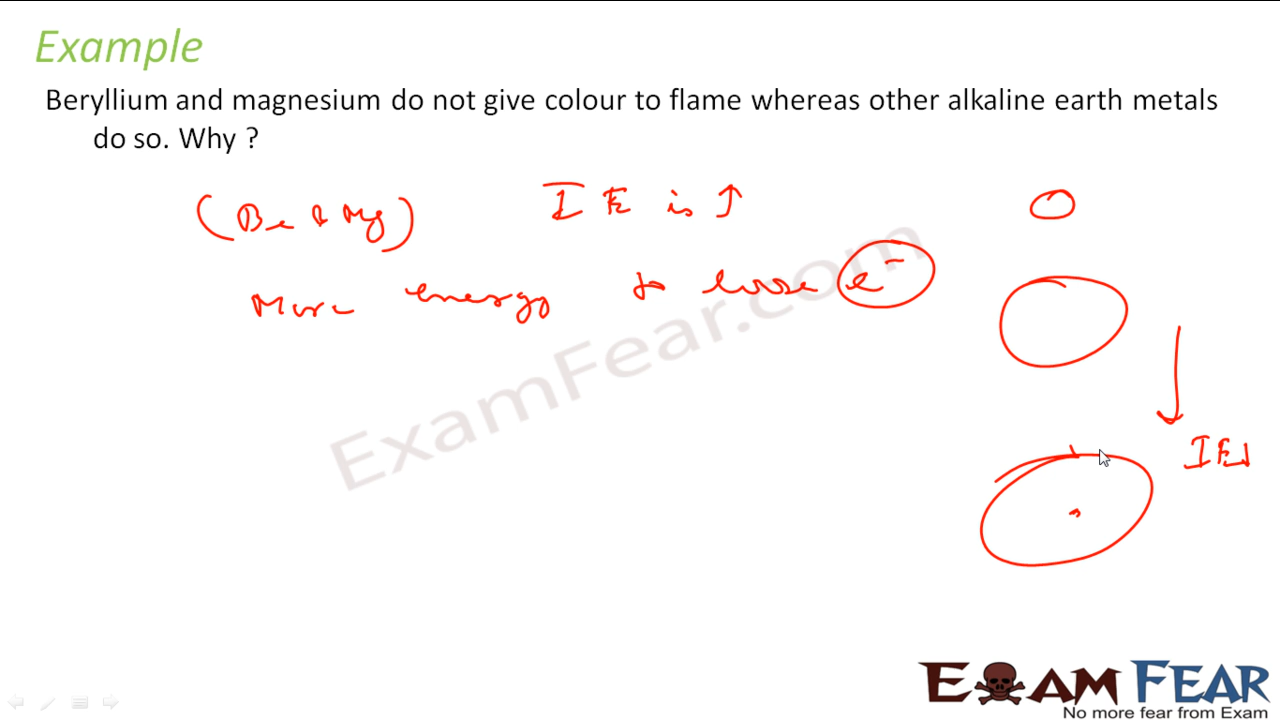 Example
Beryllium and magnesium do not give colour to flame whereas other alkaline earth metals
do so. Why ?
(Be & Mg) IE is ↑
More energy to loose e⁻
IE↓
ExamFear.com
EXAM FEAR
No more fear from Exam